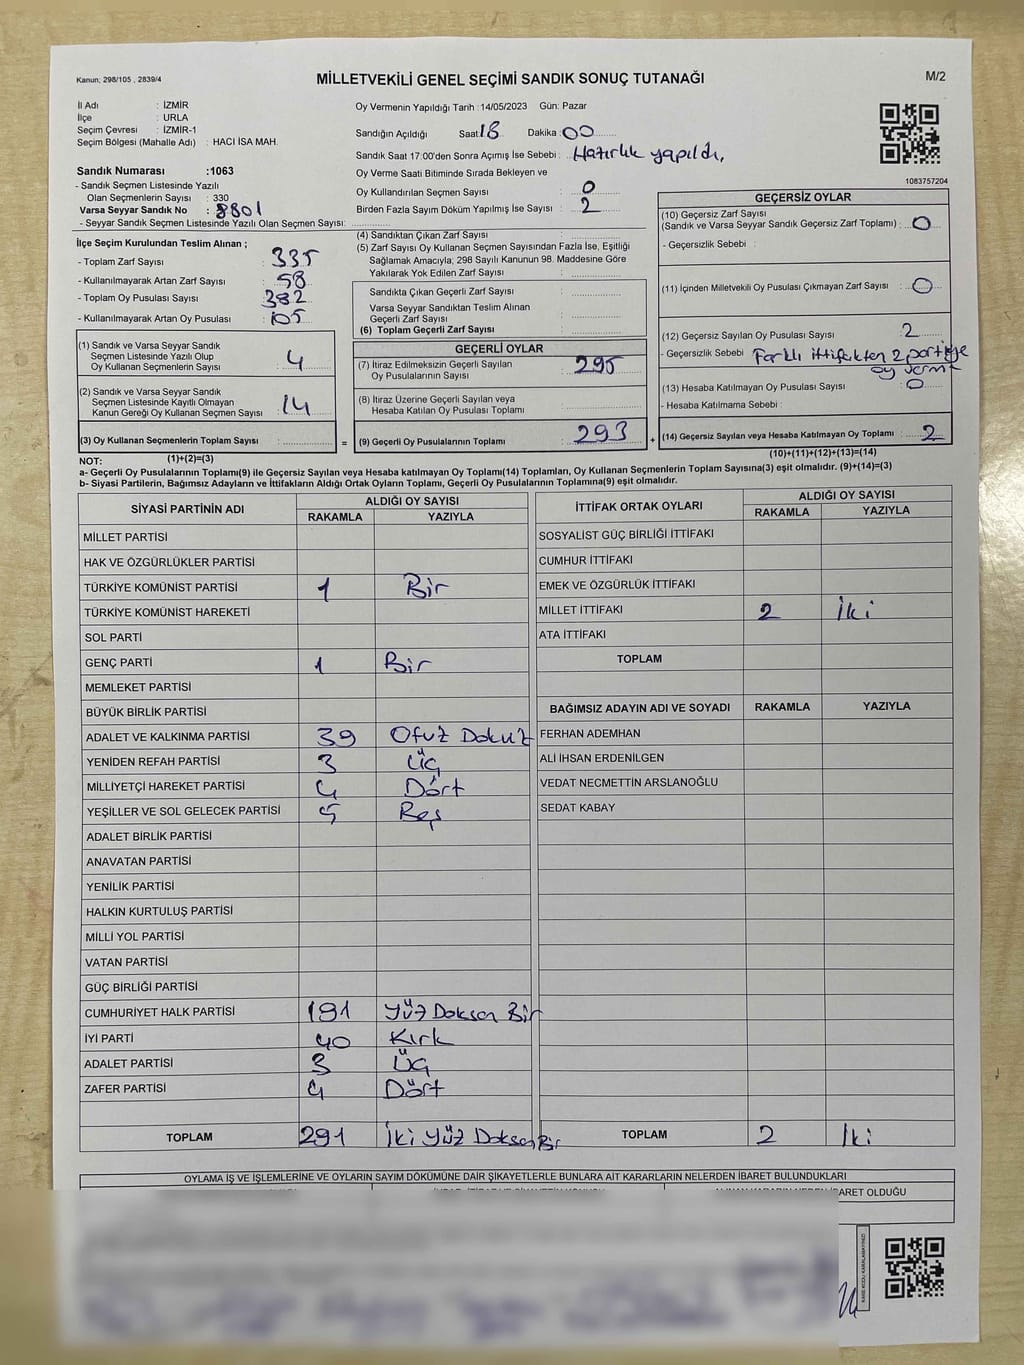 Kanun; 298/105 , 2839/4
MİLLETVEKİLİ GENEL SEÇİMİ SANDIK SONUÇ TUTANAĞI
M/2
İl Adı : İZMİR
İlçe : URLA
Seçim Çevresi : İZMİR-1
Seçim Bölgesi (Mahalle Adı) : HACI İSA MAH.
Oy Vermenin Yapıldığı Tarih : 14/05/2023 Gün: Pazar
Sandığın Açıldığı Saat 18 Dakika 00
Sandık Saat 17:00'den Sonra Açımış İse Sebebi : Hazırlık yapıldı,
Oy Verme Saati Bitiminde Sırada Bekleyen ve
Oy Kullandırılan Seçmen Sayısı : 0
Birden Fazla Sayım Döküm Yapılmış İse Sayısı : 2
1083757204
Sandık Numarası :1063
- Sandık Seçmen Listesinde Yazılı
Olan Seçmenlerin Sayısı : 330
Varsa Seyyar Sandık No : 8801
- Seyyar Sandık Seçmen Listesinde Yazılı Olan Seçmen Sayısı:
İlçe Seçim Kurulundan Teslim Alınan ;
- Toplam Zarf Sayısı : 335
- Kullanılmayarak Artan Zarf Sayısı : 58
- Toplam Oy Pusulası Sayısı : 382
- Kullanılmayarak Artan Oy Pusulası : 105
(1) Sandık ve Varsa Seyyar Sandık
Seçmen Listesinde Yazılı Olup
Oy Kullanan Seçmenlerin Sayısı : 4
(2) Sandık ve Varsa Seyyar Sandık
Seçmen Listesinde Kayıtlı Olmayan
Kanun Gereği Oy Kullanan Seçmen Sayısı : 14
(3) Oy Kullanan Seçmenlerin Toplam Sayısı :
(1)+(2)=(3)
(4) Sandıktan Çıkan Zarf Sayısı :
(5) Zarf Sayısı Oy Kullanan Seçmen Sayısından Fazla İse, Eşitliği
Sağlamak Amacıyla; 298 Sayılı Kanunun 98. Maddesine Göre
Yakılarak Yok Edilen Zarf Sayısı :
Sandıkta Çıkan Geçerli Zarf Sayısı :
Varsa Seyyar Sandıktan Teslim Alınan
Geçerli Zarf Sayısı :
(6) Toplam Geçerli Zarf Sayısı :
GEÇERLİ OYLAR
(7) İtiraz Edilmeksizin Geçerli Sayılan
Oy Pusulalarının Sayısı : 295
(8) İtiraz Üzerine Geçerli Sayılan veya
Hesaba Katılan Oy Pusulası Toplamı :
= (9) Geçerli Oy Pusulalarının Toplamı : 293 +
GEÇERSİZ OYLAR
(10) Geçersiz Zarf Sayısı
(Sandık ve Varsa Seyyar Sandık Geçersiz Zarf Toplamı) : 0
- Geçersizlik Sebebi :
(11) İçinden Milletvekili Oy Pusulası Çıkmayan Zarf Sayısı : 0
(12) Geçersiz Sayılan Oy Pusulası Sayısı : 2
- Geçersizlik Sebebi Farklı ittifakten 2 partiye
oy verme
(13) Hesaba Katılmayan Oy Pusulası Sayısı : 0
- Hesaba Katılmama Sebebi :
(14) Geçersiz Sayılan veya Hesaba Katılmayan Oy Toplamı : 2
(10)+(11)+(12)+(13)=(14)
NOT:
a- Geçerli Oy Pusulalarının Toplamı(9) ile Geçersiz Sayılan veya Hesaba katılmayan Oy Toplamı(14) Toplamları, Oy Kullanan Seçmenlerin Toplam Sayısına(3) eşit olmalıdır. (9)+(14)=(3)
b- Siyasi Partilerin, Bağımsız Adayların ve İttifakların Aldığı Ortak Oyların Toplamı, Geçerli Oy Pusulalarının Toplamına(9) eşit olmalıdır.
SİYASİ PARTİNİN ADI ALDIĞI OY SAYISI
RAKAMLA YAZIYLA
MİLLET PARTİSİ
HAK VE ÖZGÜRLÜKLER PARTİSİ
TÜRKİYE KOMÜNİST PARTİSİ 1 Bir
TÜRKİYE KOMÜNİST HAREKETİ
SOL PARTİ
GENÇ PARTİ 1 Bir
MEMLEKET PARTİSİ
BÜYÜK BİRLİK PARTİSİ
ADALET VE KALKINMA PARTİSİ 39 Otuz Dokuz
YENİDEN REFAH PARTİSİ 3 Üç
MİLLİYETÇİ HAREKET PARTİSİ 4 Dört
YEŞİLLER VE SOL GELECEK PARTİSİ 5 Beş
ADALET BİRLİK PARTİSİ
ANAVATAN PARTİSİ
YENİLİK PARTİSİ
HALKIN KURTULUŞ PARTİSİ
MİLLİ YOL PARTİSİ
VATAN PARTİSİ
GÜÇ BİRLİĞİ PARTİSİ
CUMHURİYET HALK PARTİSİ 191 Yüz Doksan Bir
İYİ PARTİ 40 Kırk
ADALET PARTİSİ 3 Üç
ZAFER PARTİSİ 4 Dört
TOPLAM 291 İki Yüz Doksan Bir
İTTİFAK ORTAK OYLARI ALDIĞI OY SAYISI
RAKAMLA YAZIYLA
SOSYALİST GÜÇ BİRLİĞİ İTTİFAKI
CUMHUR İTTİFAKI
EMEK VE ÖZGÜRLÜK İTTİFAKI
MİLLET İTTİFAKI 2 İki
ATA İTTİFAKI
TOPLAM
BAĞIMSIZ ADAYIN ADI VE SOYADI RAKAMLA YAZIYLA
FERHAN ADEMHAN
ALİ İHSAN ERDENİLGEN
VEDAT NECMETTİN ARSLANOĞLU
SEDAT KABAY
TOPLAM 2 İki
OYLAMA İŞ VE İŞLEMLERİNE VE OYLARIN SAYIM DÖKÜMÜNE DAİR ŞİKAYETLERLE BUNLARA AİT KARARLARIN NELERDEN İBARET BULUNDUKLARI
İBARET OLDUĞU